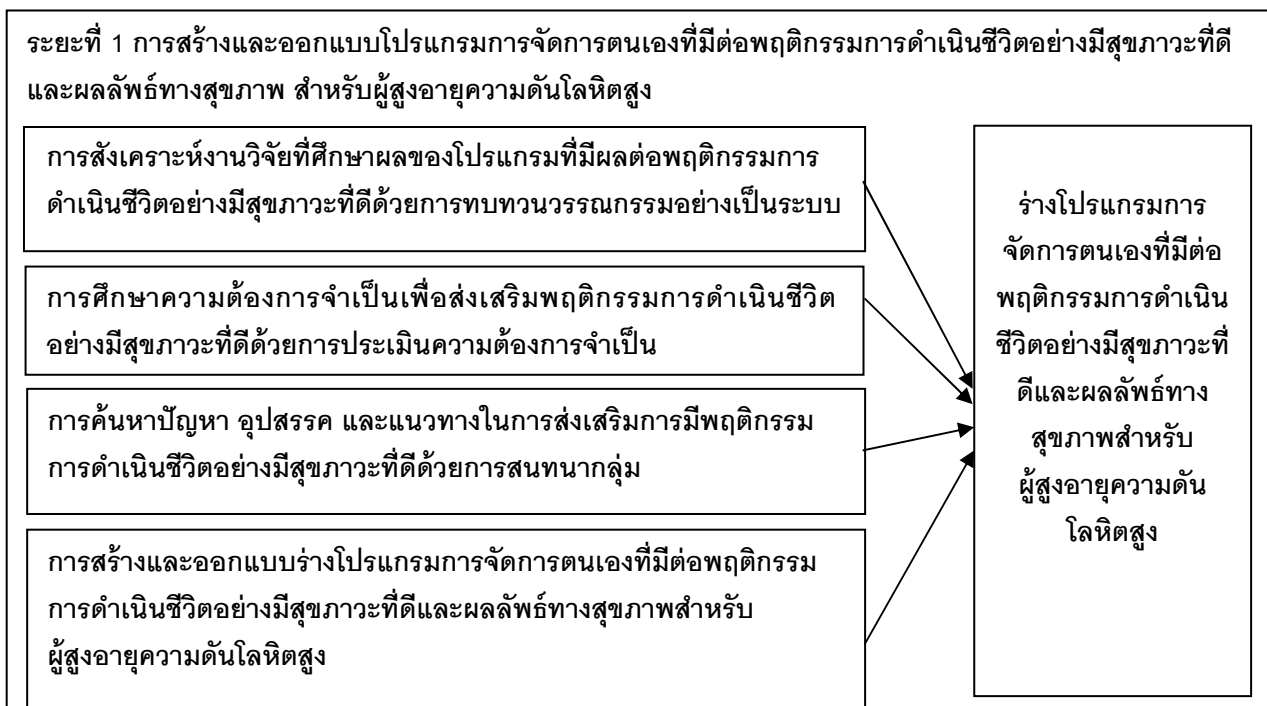 ระยะที่ 1 การสร้างและออกแบบโปรแกรมการจัดการตนเองที่มีต่อพฤติกรรมการดำเนินชีวิตอย่างมีสุขภาวะที่ดี
และผลลัพธ์ทางสุขภาพ สำหรับผู้สูงอายุความดันโลหิตสูง
การสังเคราะห์งานวิจัยที่ศึกษาผลของโปรแกรมที่มีผลต่อพฤติกรรมการ
ดำเนินชีวิตอย่างมีสุขภาวะที่ดีด้วยการทบทวนวรรณกรรมอย่างเป็นระบบ
การศึกษาความต้องการจำเป็นเพื่อส่งเสริมพฤติกรรมการดำเนินชีวิต
อย่างมีสุขภาวะที่ดีด้วยการประเมินความต้องการจำเป็น
การค้นหาปัญหา อุปสรรค และแนวทางในการส่งเสริมการมีพฤติกรรม
การดำเนินชีวิตอย่างมีสุขภาวะที่ดีด้วยการสนทนากลุ่ม
การสร้างและออกแบบร่างโปรแกรมการจัดการตนเองที่มีต่อพฤติกรรม
การดำเนินชีวิตอย่างมีสุขภาวะที่ดีและผลลัพธ์ทางสุขภาพสำหรับ
ผู้สูงอายุความดันโลหิตสูง
ร่างโปรแกรมการ
จัดการตนเองที่มีต่อ
พฤติกรรมการดำเนิน
ชีวิตอย่างมีสุขภาวะที่
ดีและผลลัพธ์ทาง
สุขภาพสำหรับ
ผู้สูงอายุความดัน
โลหิตสูง